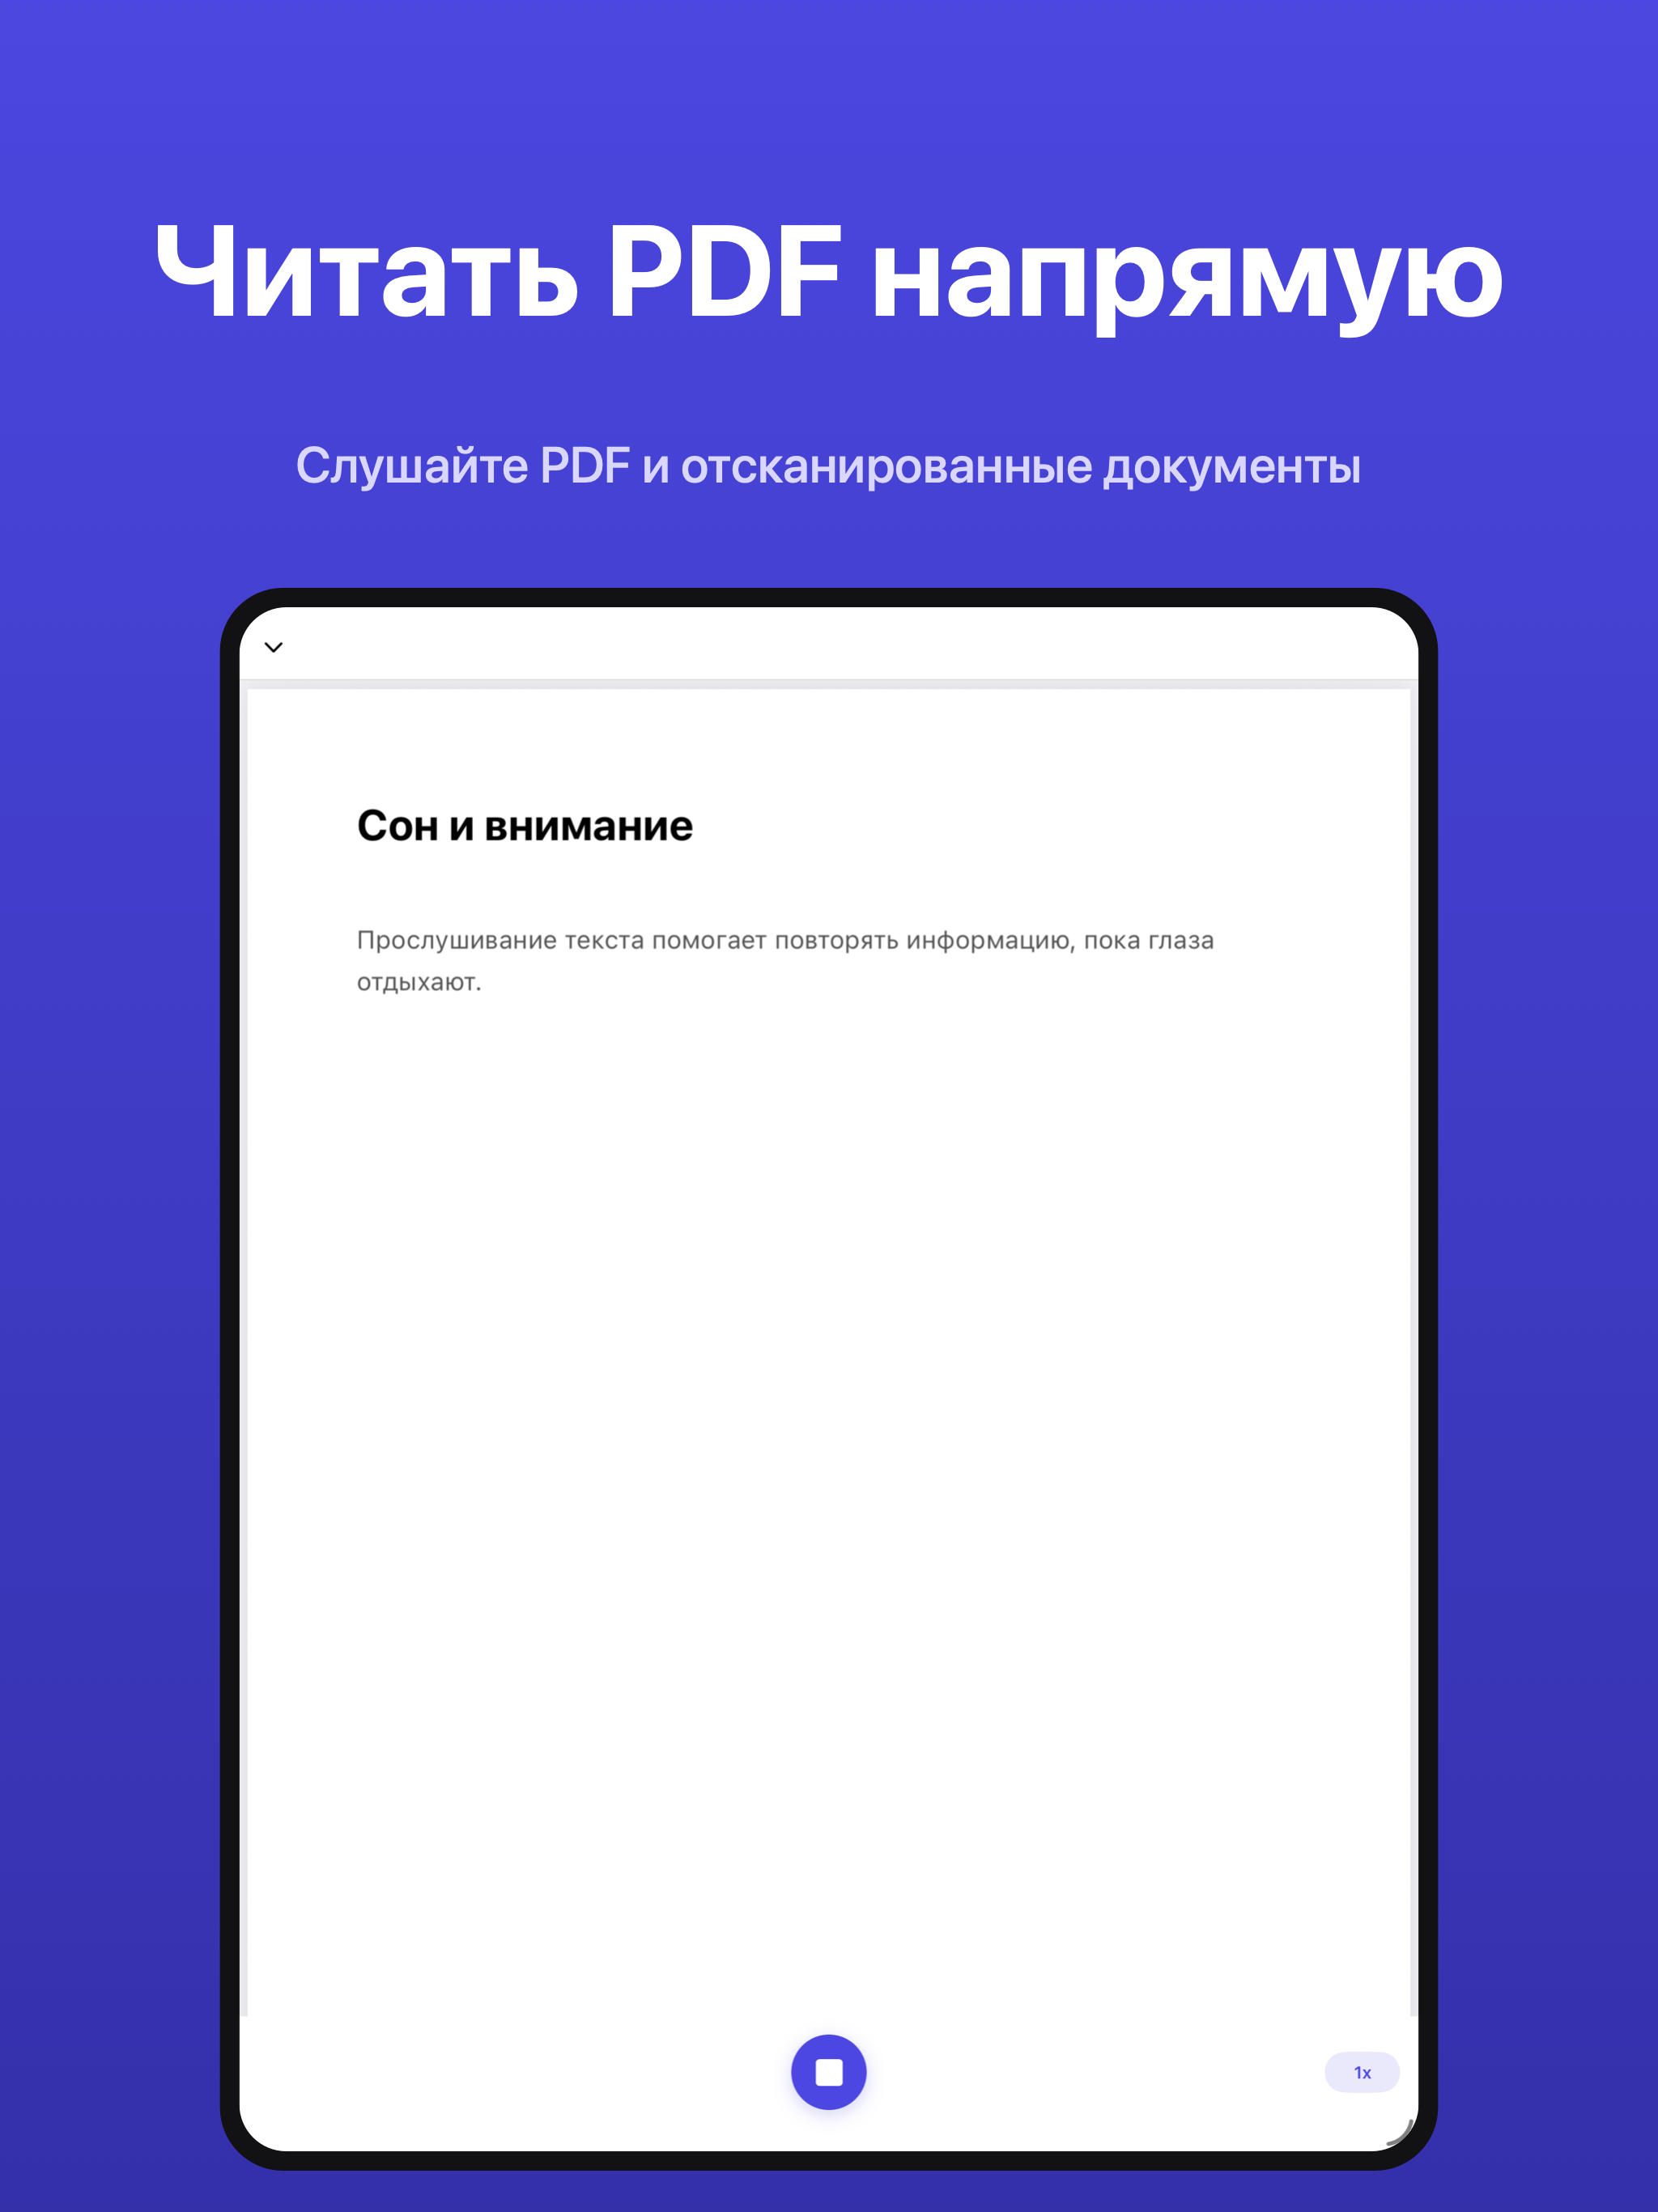 Читать PDF напрямую
Слушайте PDF и отсканированные документы
Сон и внимание
Прослушивание текста помогает повторять информацию, пока глаза
отдыхают.
1x